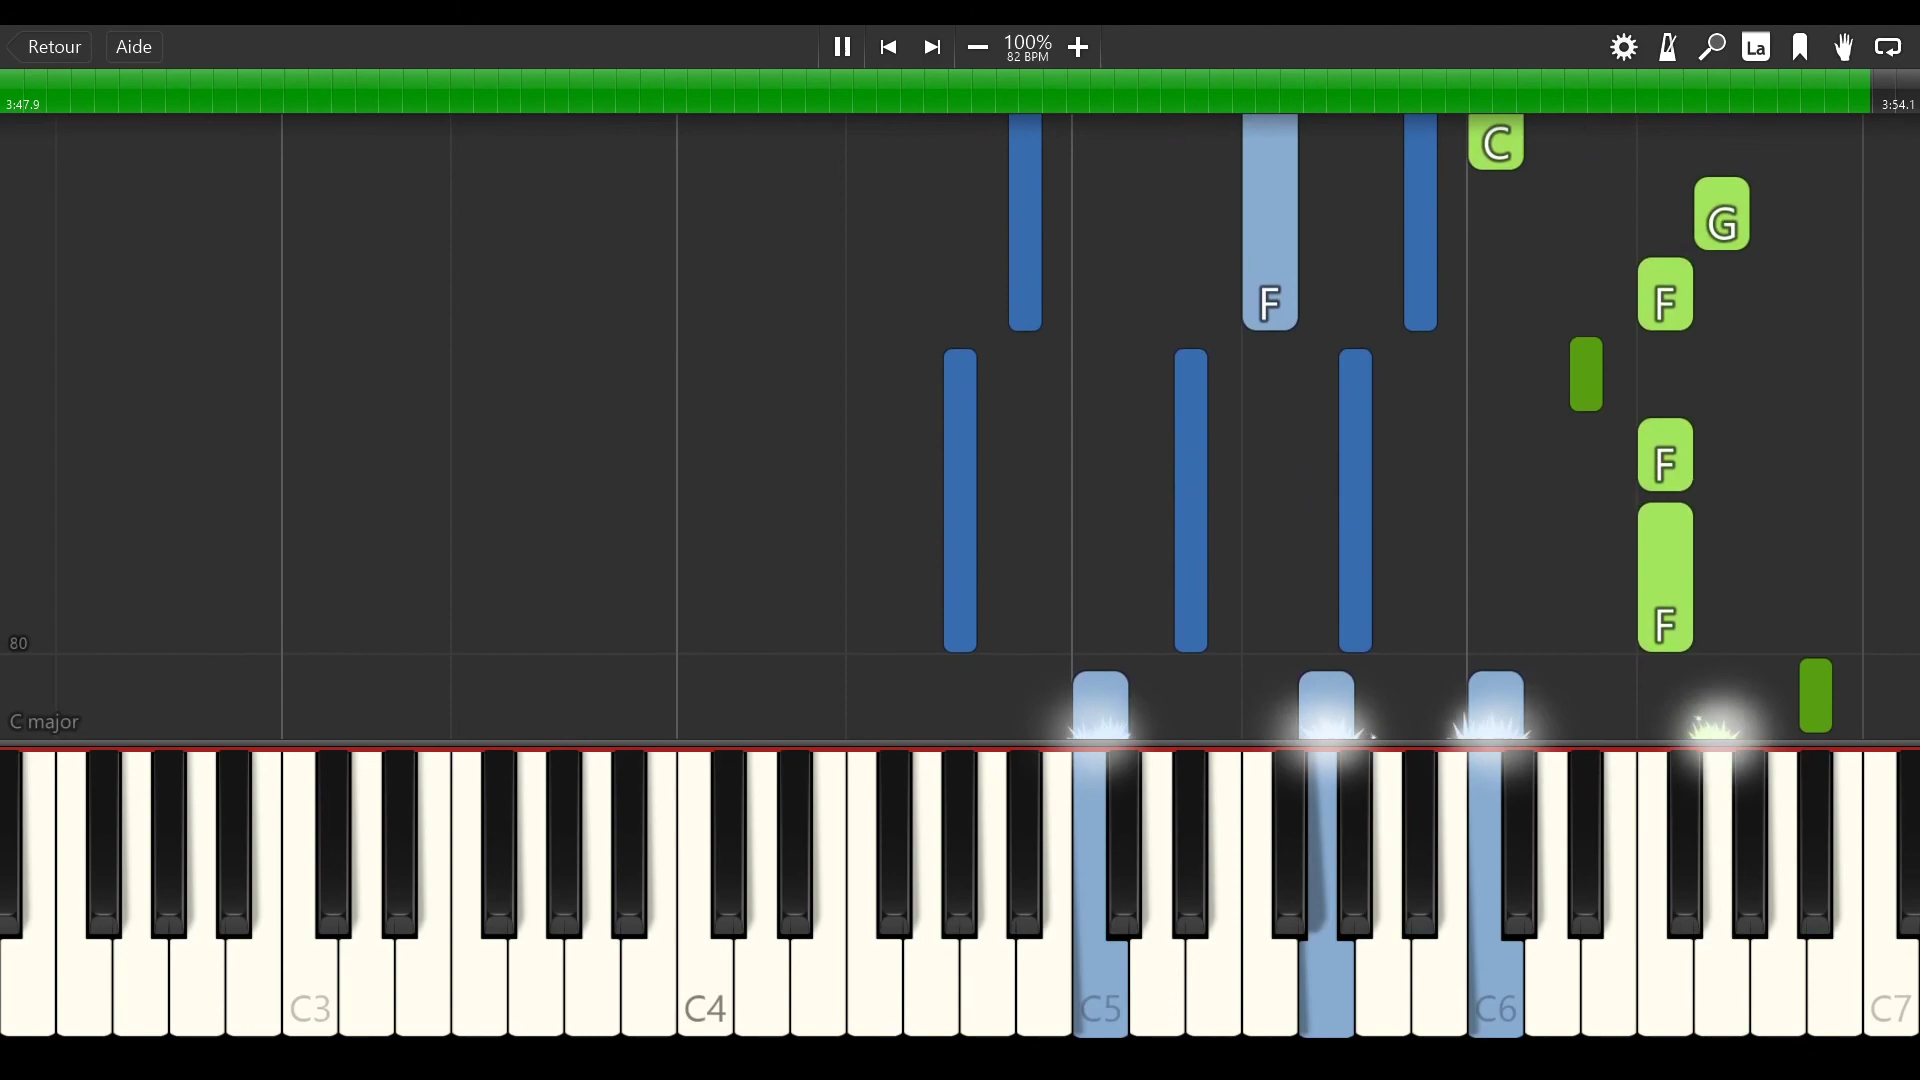 Retour
Aide
100%
82 BPM
La
3:47.9
3:54.1
C
G
F
F
F
F
80
C major
C3
C4
C5
C6
C7